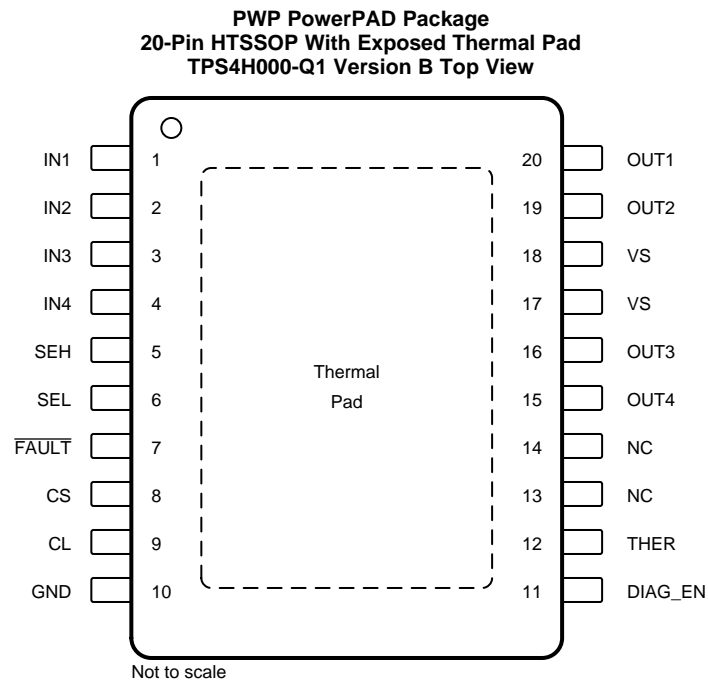 PWP PowerPAD Package
20-Pin HTSSOP With Exposed Thermal Pad
TPS4H000-Q1 Version B Top View
IN1 1 20 OUT1
IN2 2 19 OUT2
IN3 3 18 VS
IN4 4 17 VS
SEH 5 16 OUT3
Thermal
SEL 6 Pad 15 OUT4
FAULT 7 14 NC
CS 8 13 NC
CL 9 12 THER
GND 10 11 DIAG_EN
Not to scale